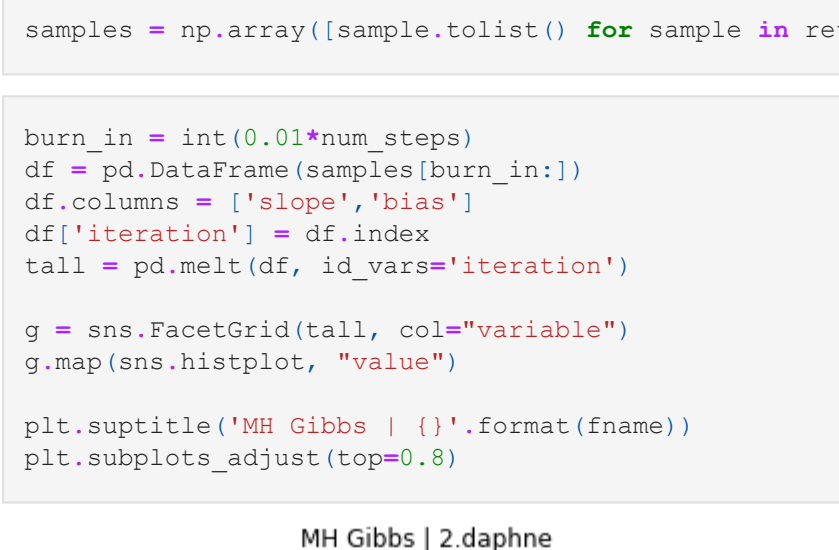 samples = np.array([sample.tolist() for sample in
burn_in = int(0.01*num_steps)
df = pd.DataFrame(samples[burn_in:])
df.columns = ['slope','bias']
df['iteration'] = df.index
tall = pd.melt(df, id_vars='iteration')
g = sns.FacetGrid(tall, col="variable")
g.map(sns.histplot, "value")
plt.suptitle('MH Gibbs | {}'.format(fname))
plt.subplots_adjust(top=0.8)
MH Gibbs | 2.daphne